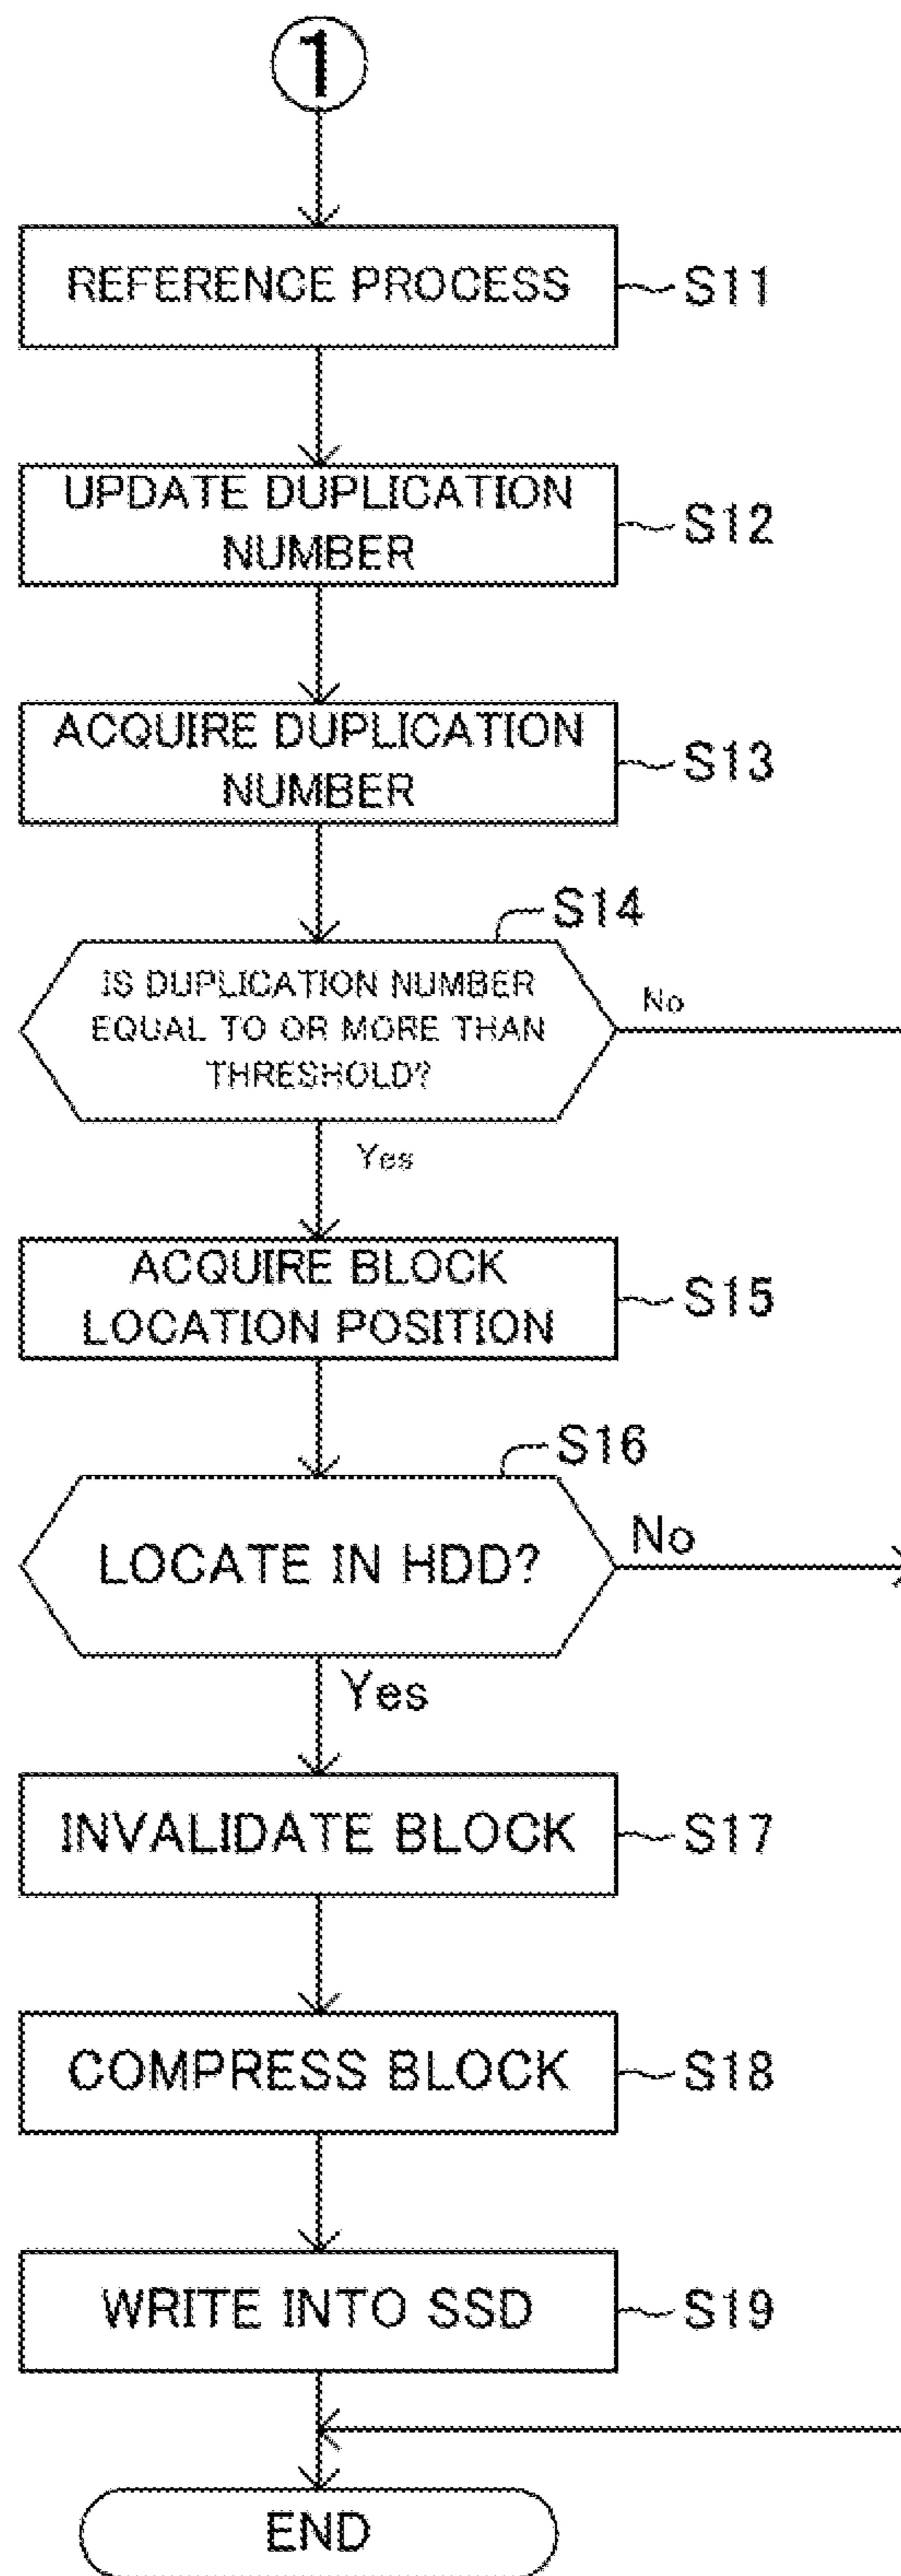 1
REFERENCE PROCESS
S11
UPDATE DUPLICATION
NUMBER
S12
ACQUIRE DUPLICATION
NUMBER
S13
S14
IS DUPLICATION NUMBER
EQUAL TO OR MORE THAN
THRESHOLD?
No
Yes
ACQUIRE BLOCK
LOCATION POSITION
S15
S16
LOCATE IN HDD?
No
Yes
INVALIDATE BLOCK
S17
COMPRESS BLOCK
S18
WRITE INTO SSD
S19
END